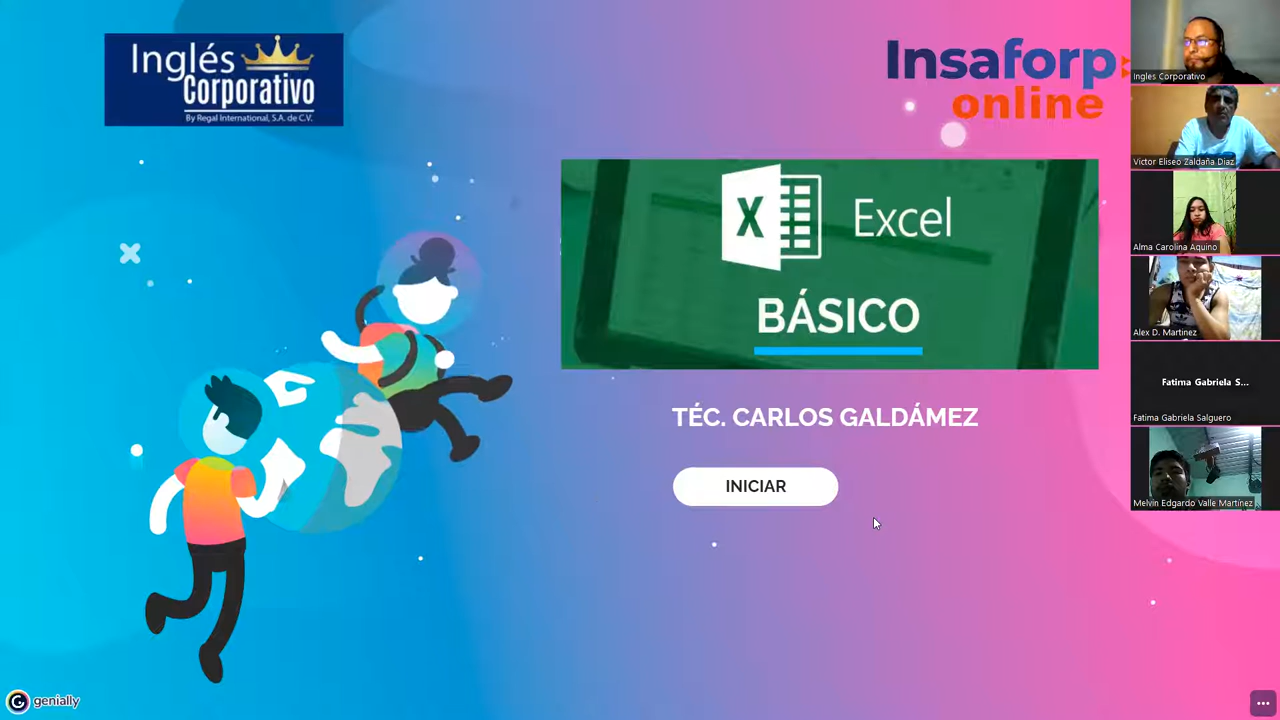 Inglés
Corporativo
By Regal International, S.A. de C.V.
Insaforp
online
X
Excel
BÁSICO
TÉC. CARLOS GALDÁMEZ
INICIAR
genially
Ingles Corporativo
Victor Eliseo Zaldaña Diaz
Alma Carolina Aquino
Alex D. Martinez
Fatima Gabriela S...
Fatima Gabriela Salguero
Melvin Edgardo Valle Martínez